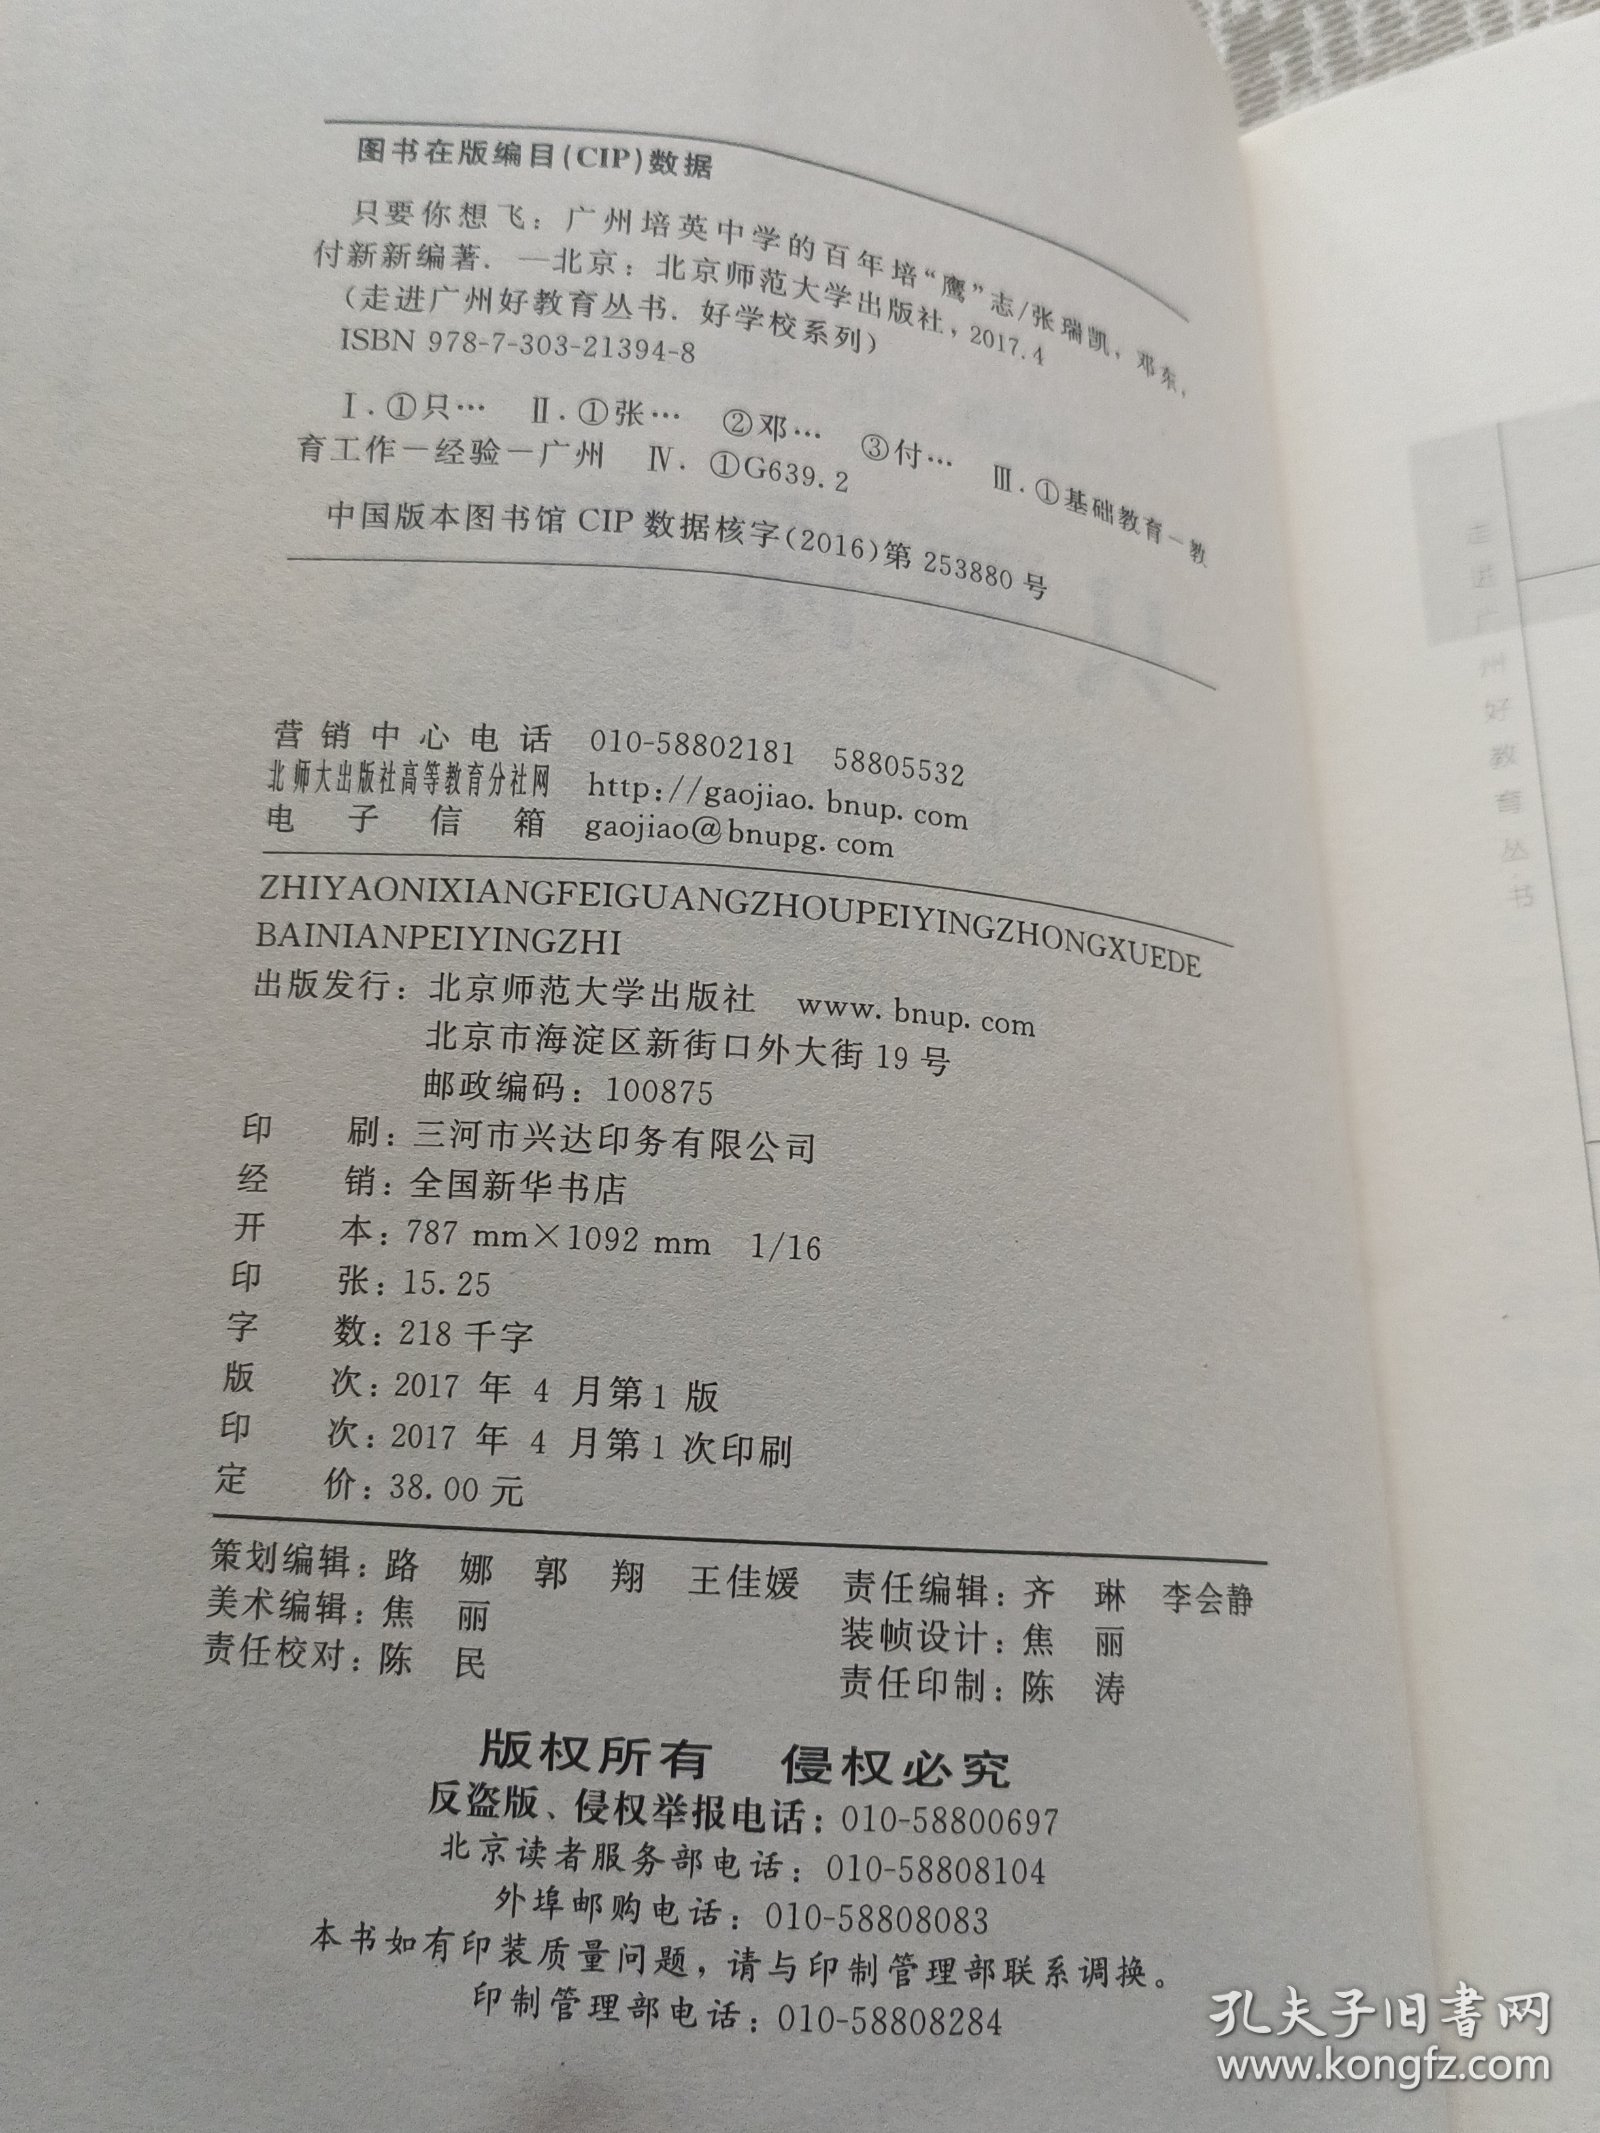 图书在版编目(CIP)数据
只要你想飞：广州培英中学的百年培“鹰”志/张瑞凯，邓东，
付新新编著．—北京：北京师范大学出版社，2017.4
（走进广州好教育丛书．好学校系列）
ISBN 978-7-303-21394-8
Ⅰ.①只… Ⅱ.①张… ②邓… ③付… Ⅲ.①基础教育－教
育工作－经验－广州 Ⅳ.①G639.2
中国版本图书馆 CIP 数据核字(2016)第 253880 号
营销中心电话 010-58802181 58805532
北师大出版社高等教育分社网 http://gaojiao.bnup.com
电子信箱 gaojiao@bnupg.com
ZHIYAONIXIANGFEIGUANGZHOUPEIYINGZHONGXUEDE
BAINIANPEIYINGZHI
出版发行：北京师范大学出版社 www.bnup.com
北京市海淀区新街口外大街 19 号
邮政编码：100875
印 刷：三河市兴达印务有限公司
经 销：全国新华书店
开 本：787 mm×1092 mm 1/16
印 张：15.25
字 数：218 千字
版 次：2017 年 4 月第 1 版
印 次：2017 年 4 月第 1 次印刷
定 价：38.00 元
策划编辑：路 娜 郭 翔 王佳媛 责任编辑：齐 琳 李会静
美术编辑：焦 丽 装帧设计：焦 丽
责任校对：陈 民 责任印制：陈 涛
版权所有 侵权必究
反盗版、侵权举报电话：010-58800697
北京读者服务部电话：010-58808104
外埠邮购电话：010-58808083
本书如有印装质量问题，请与印制管理部联系调换。
印制管理部电话：010-58808284
走进广州好教育丛书
孔夫子旧书网
www.kongfz.com